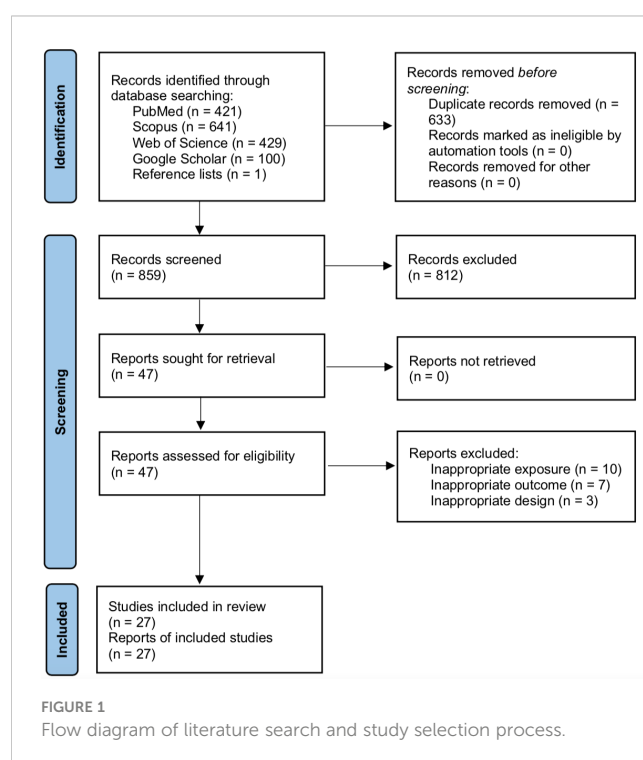 Identification
Records identified through
database searching:
PubMed (n = 421)
Scopus (n = 641)
Web of Science (n = 429)
Google Scholar (n = 100)
Reference lists (n = 1)
Records removed before
screening:
Duplicate records removed (n =
633)
Records marked as ineligible by
automation tools (n = 0)
Records removed for other
reasons (n = 0)
Screening
Records screened
(n = 859)
Records excluded
(n = 812)
Reports sought for retrieval
(n = 47)
Reports not retrieved
(n = 0)
Reports assessed for eligibility
(n = 47)
Reports excluded:
Inappropriate exposure (n = 10)
Inappropriate outcome (n = 7)
Inappropriate design (n = 3)
Included
Studies included in review
(n = 27)
Reports of included studies
(n = 27)
FIGURE 1
Flow diagram of literature search and study selection process.